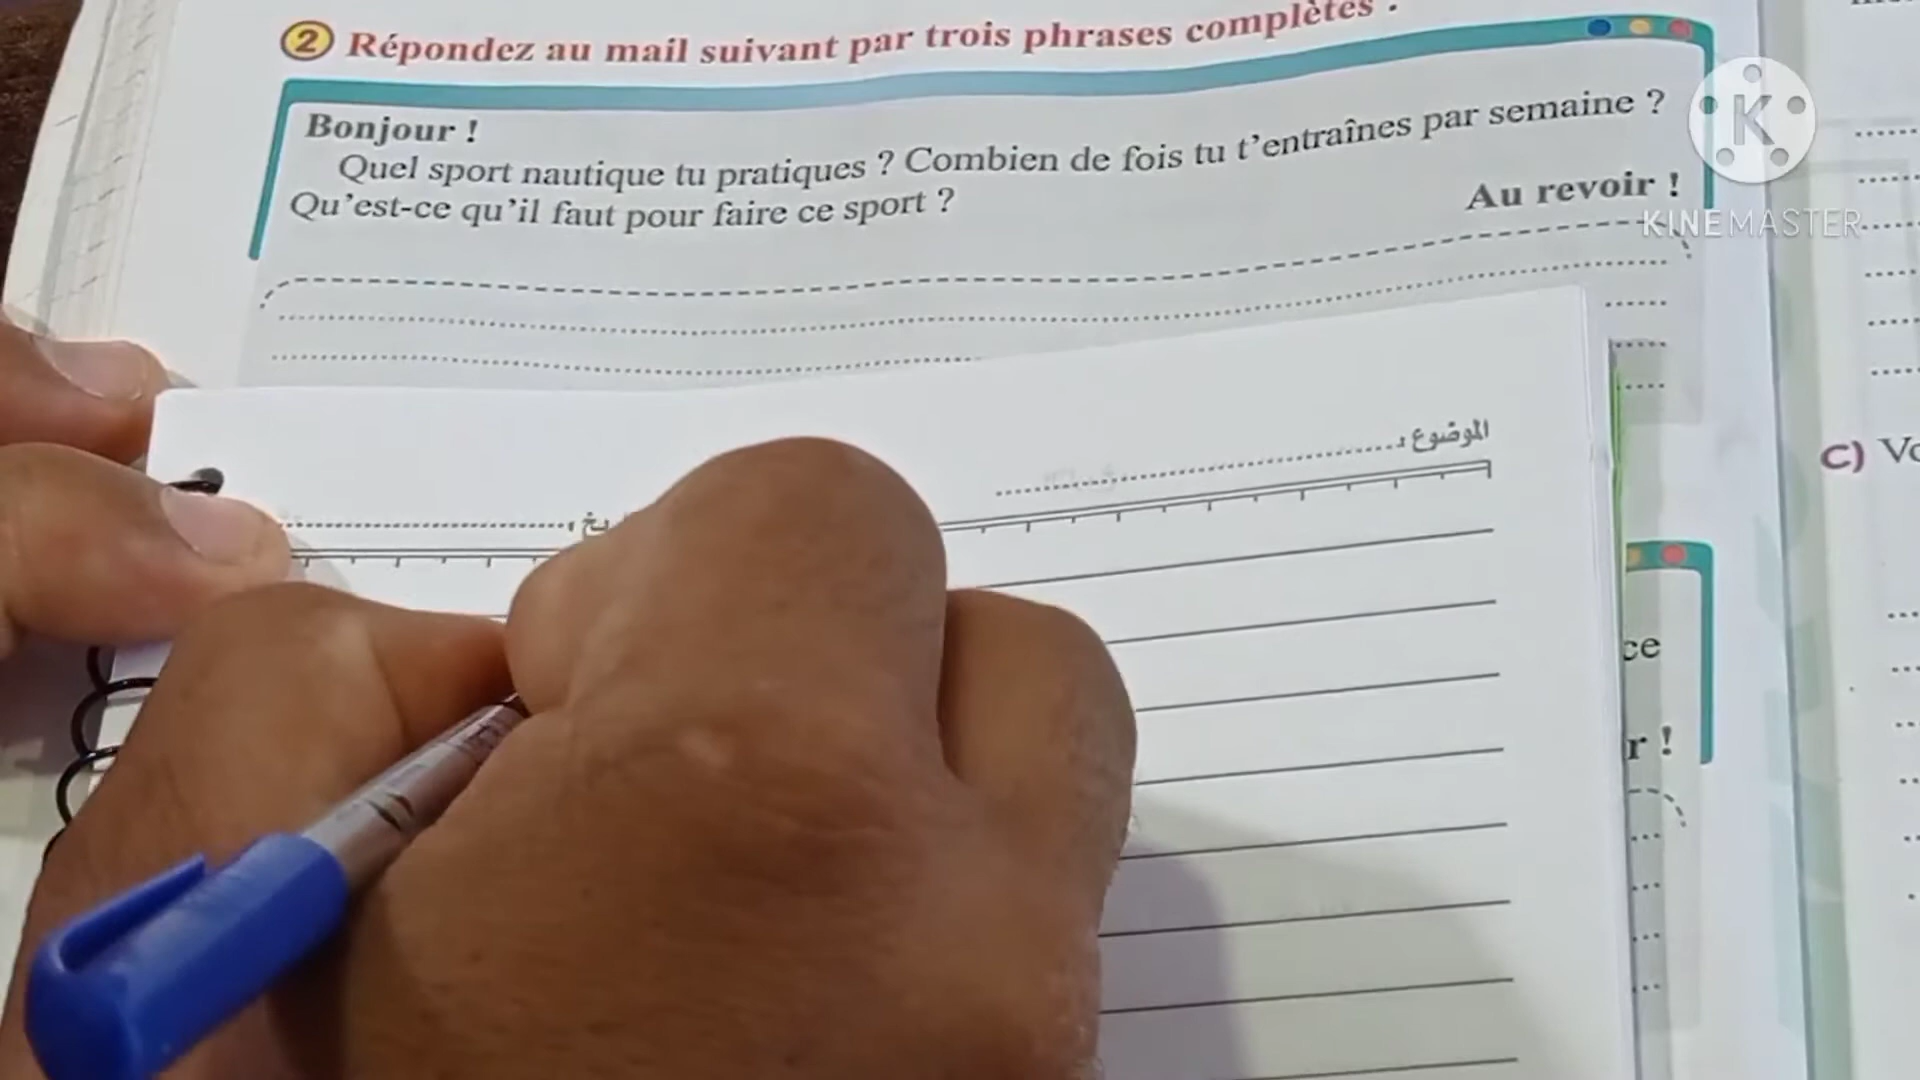 2 Répondez au mail suivant par trois phrases complètes :
Bonjour !
Quel sport nautique tu pratiques ? Combien de fois tu t'entraînes par semaine ?
Qu'est-ce qu'il faut pour faire ce sport ?
Au revoir !
K
KINEMASTER
الموضوع :
C)
ce
r !